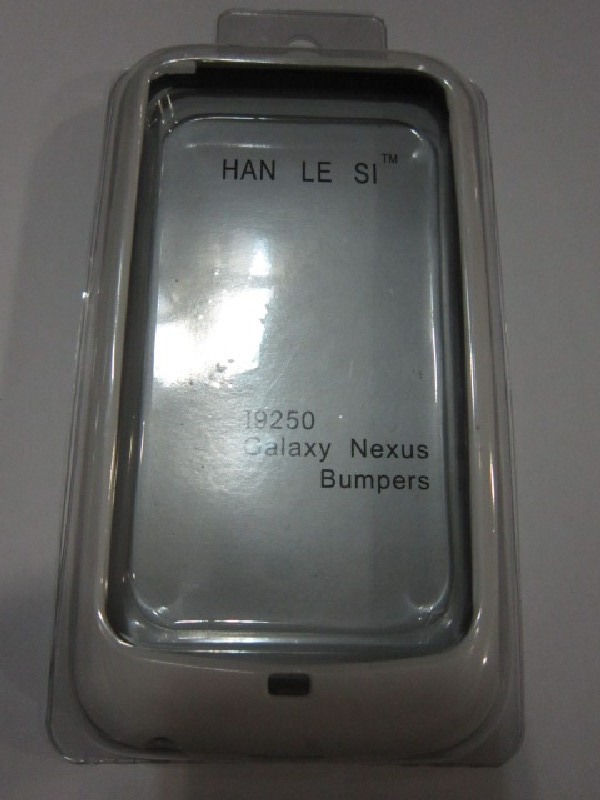 HAN LE SI™
I9250
Galaxy Nexus
Bumpers